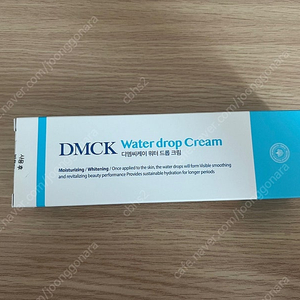 DMCK Water drop Cream
디엠씨케이 워터 드롭 크림
Moisturizing / Whitening / Once applied to the skin, the water drops will form Visible smoothing
and revitalizing beauty performance Provides sustainable hydration for longer periods